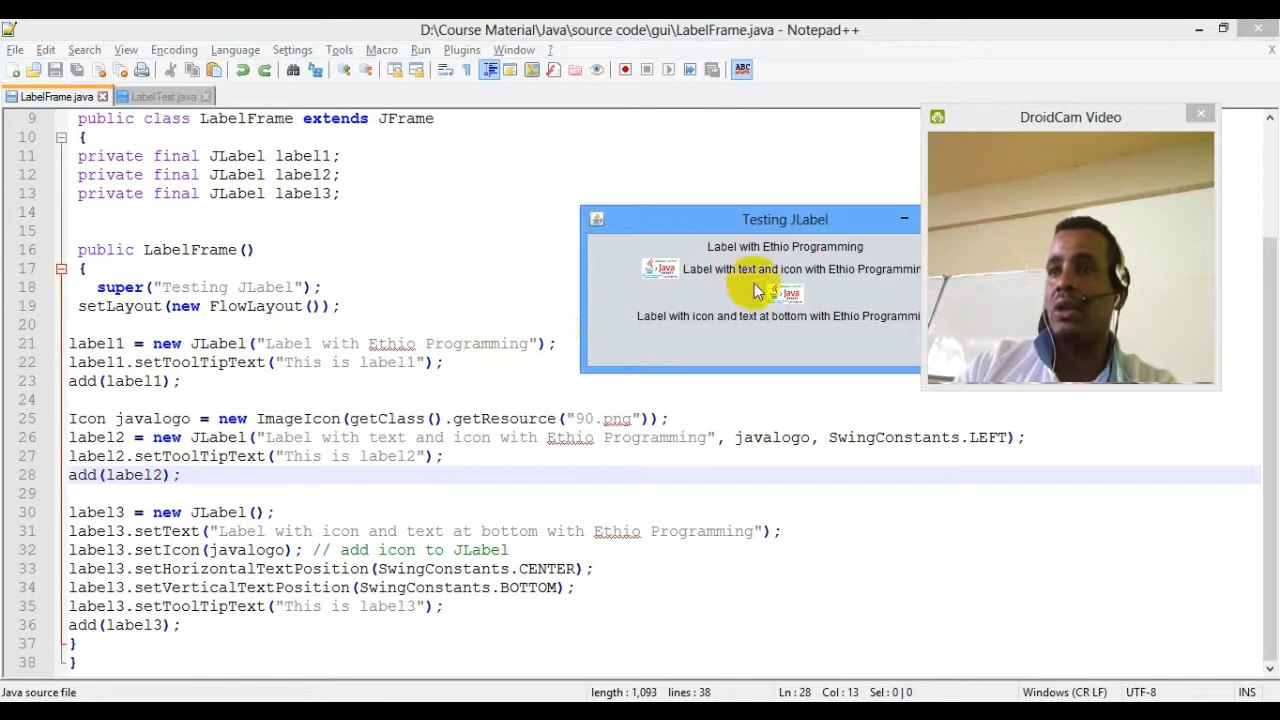 D:\Course Material\Java\source code\gui\LabelFrame.java - Notepad++
File Edit Search View Encoding Language Settings Tools Macro Run Plugins Window ?
X
ABC
LabelFrame.java LabelTest.java
9 public class LabelFrame extends JFrame
10 {
11 private final JLabel label1;
12 private final JLabel label2;
13 private final JLabel label3;
14
15
16 public LabelFrame()
17 {
18 super("Testing JLabel");
19 setLayout(new FlowLayout());
20
21 label1 = new JLabel("Label with Ethio Programming");
22 label1.setToolTipText("This is label1");
23 add(label1);
24
25 Icon javalogo = new ImageIcon(getClass().getResource("90.png"));
26 label2 = new JLabel("Label with text and icon with Ethio Programming", javalogo, SwingConstants.LEFT);
27 label2.setToolTipText("This is label2");
28 add(label2);
29
30 label3 = new JLabel();
31 label3.setText("Label with icon and text at bottom with Ethio Programming");
32 label3.setIcon(javalogo); // add icon to JLabel
33 label3.setHorizontalTextPosition(SwingConstants.CENTER);
34 label3.setVerticalTextPosition(SwingConstants.BOTTOM);
35 label3.setToolTipText("This is label3");
36 add(label3);
37 }
38 }
Testing JLabel
Label with Ethio Programming
Java Label with text and icon with Ethio Programmin
Java
Label with icon and text at bottom with Ethio Programmi
DroidCam Video
Java source file length : 1,093 lines : 38 Ln : 28 Col : 13 Sel : 0 | 0 Windows (CR LF) UTF-8 INS